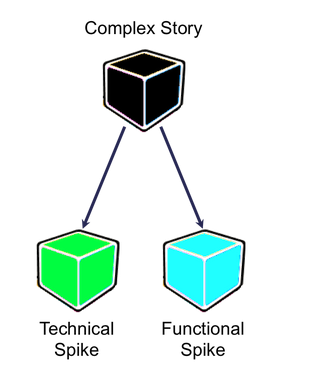 Complex Story
Technical
Spike
Functional
Spike